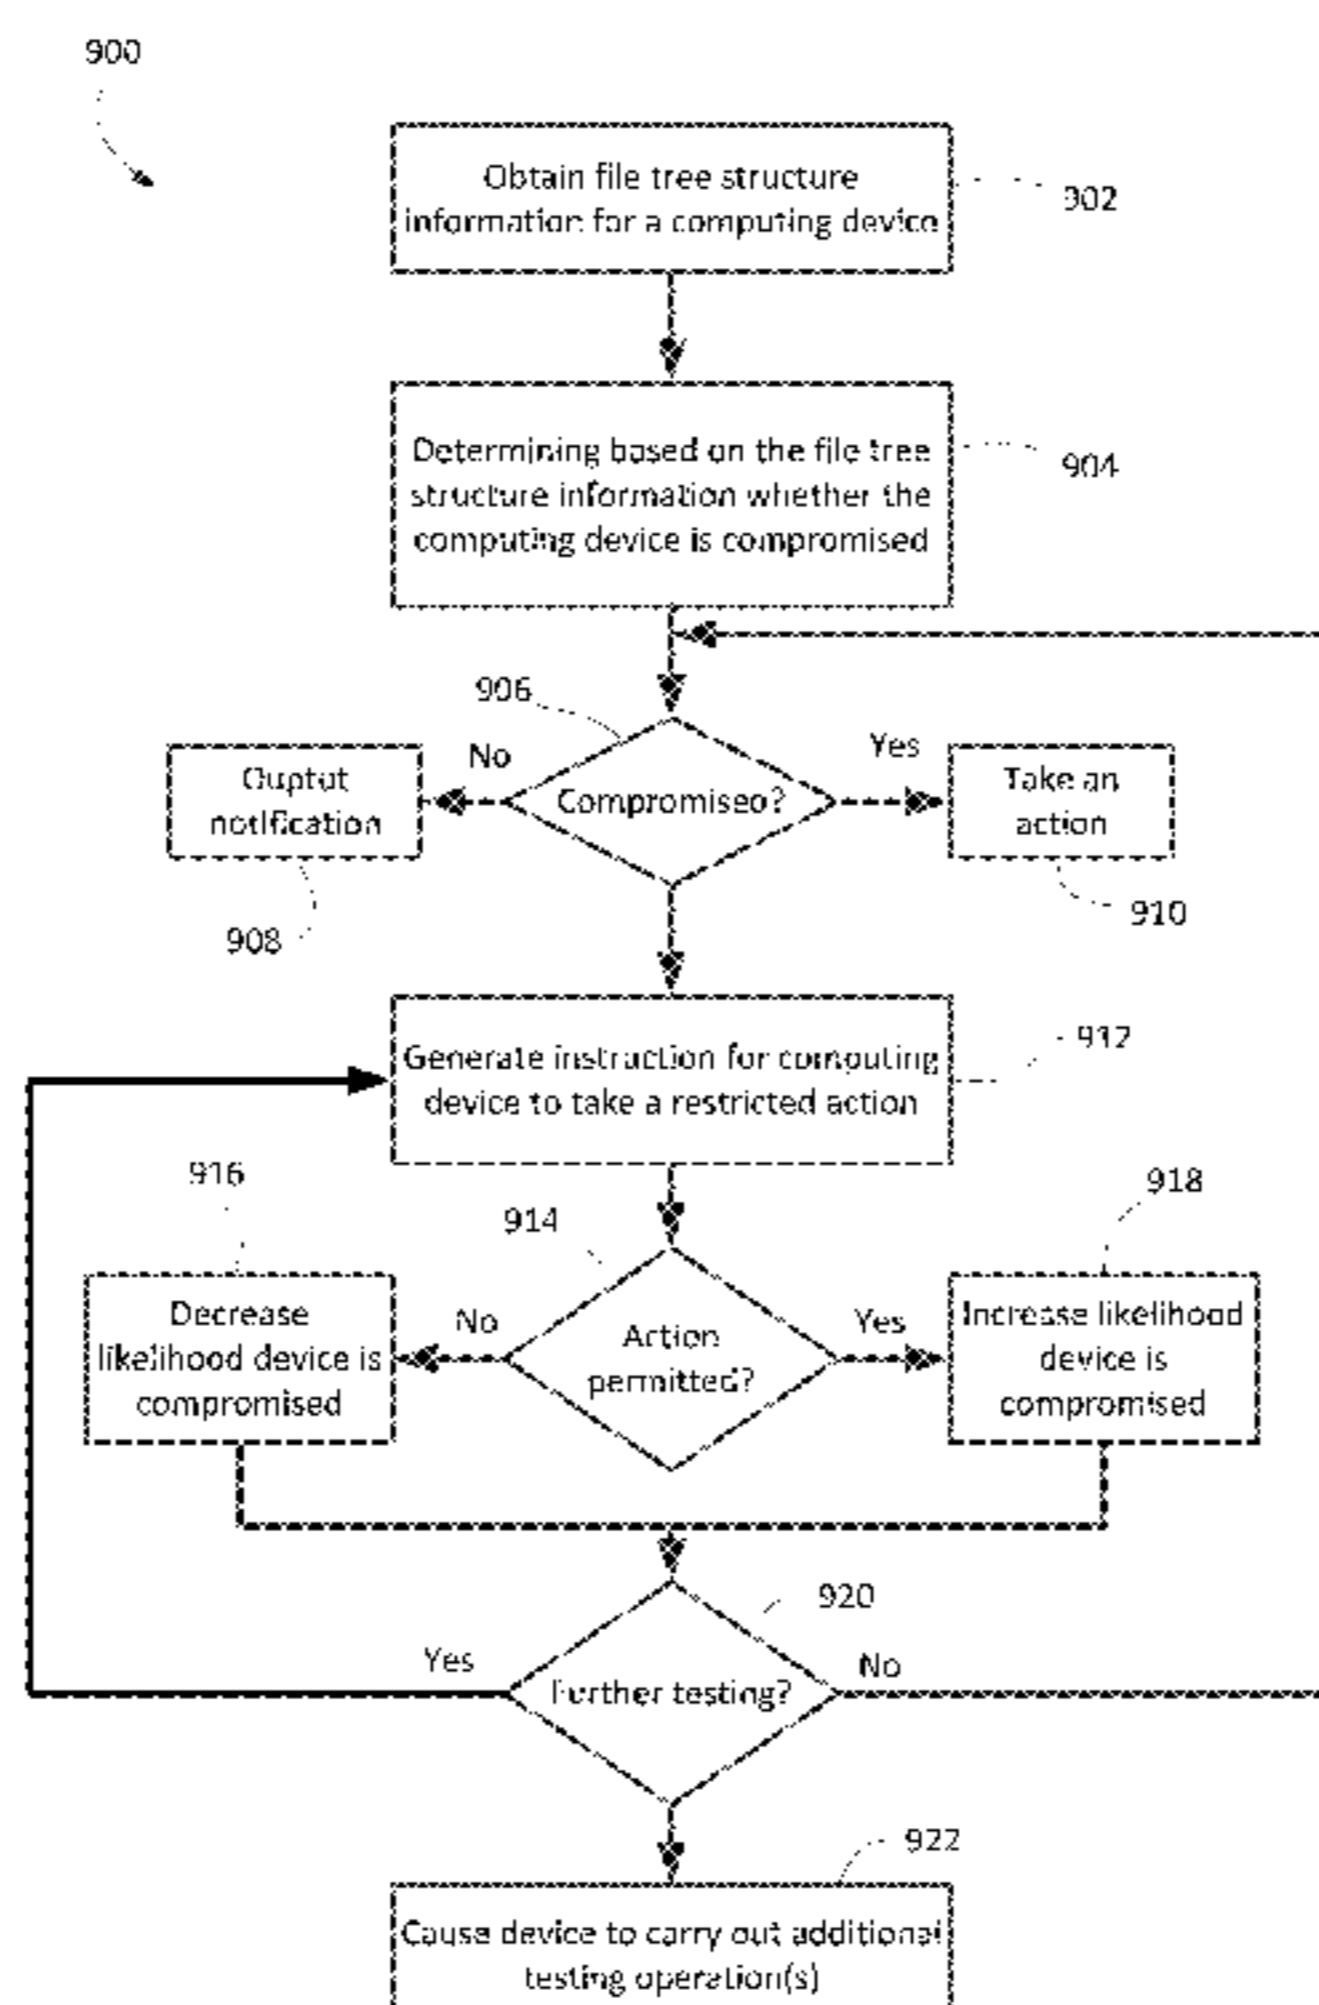 900
Obtain file tree structure
information for a computing device
902
Determining based on the file tree
structure information whether the
computing device is compromised
904
906
No
Yes
Ouptut
notification
Compromised?
Take an
action
908
910
Generate instruction for computing
device to take a restricted action
912
916
914
918
Decrease
likelihood device is
compromised
No
Action
permitted?
Yes
Increase likelihood
device is
compromised
920
Yes
Further testing?
No
922
Cause device to carry out additional
testing operation(s)